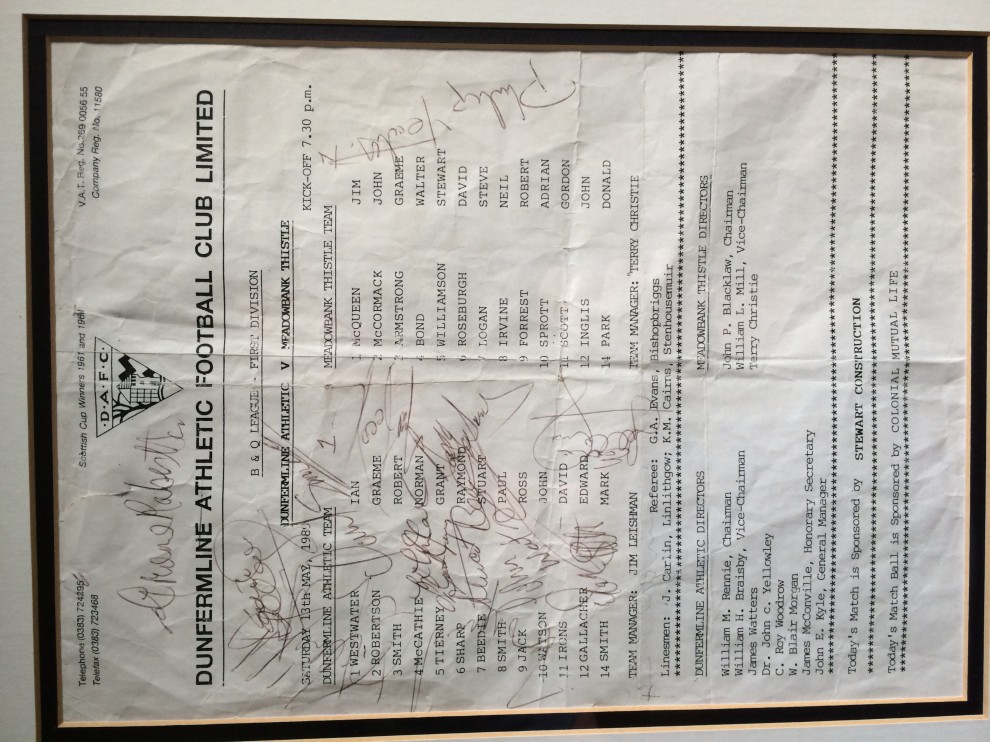 Telephone (0383) 724295 Scottish Cup Winners 1961 and 1968 V.A.T. Reg. No.269 0056 55
Telefax (0383) 723468 Company Reg. No. 11580
D.A.F.C.
Graeme Robertson
DUNFERMLINE ATHLETIC FOOTBALL CLUB LIMITED
B & Q LEAGUE - FIRST DIVISION
DUNFERMLINE ATHLETIC V MEADOWBANK THISTLE
SATURDAY 13th MAY, 1989 KICK-OFF 7.30 p.m.
DUNFERMLINE ATHLETIC TEAM MEADOWBANK THISTLE TEAM
1 WESTWATER IAN 1 McQUEEN JIM
2 ROBERTSON GRAEME 2 McCORMACK JOHN
3 SMITH ROBERT 3 ARMSTRONG GRAEME
4 McCATHIE NORMAN 4 BOND WALTER
5 TIERNEY GRANT 5 WILLIAMSON STEWART
6 SHARP RAYMOND 6 ROSEBURGH DAVID
7 BEEDIE STUART 7 LOGAN STEVE
8 SMITH PAUL 8 IRVINE NEIL
9 JACK ROSS 9 FORREST ROBERT
10 WATSON JOHN 10 SPROTT ADRIAN
11 IRONS DAVID 11 SCOTT GORDON
12 GALLACHER EDWARD 12 INGLIS JOHN
14 SMITH MARK 14 PARK DONALD
TEAM MANAGER: JIM LEISHMAN TEAM MANAGER: TERRY CHRISTIE
Referee: G.A. Evans, Bishopbriggs
Linesmen: J. Carlin, Linlithgow; K.M. Cairns, Stenhousemuir
DUNFERMLINE ATHLETIC DIRECTORS MEADOWBANK THISTLE DIRECTORS
William M. Rennie, Chairman John P. Blacklaw, Chairman
William H. Braisby, Vice-Chairman William L. Mill, Vice-Chairman
James Watters Terry Christie
Dr. John C. Yellowley
C. Roy Woodrow
W. Blair Morgan
James McConville, Honorary Secretary
John E. Kyle, General Manager
Today's Match is Sponsored by STEWART CONSTRUCTION
Today's Match Ball is Sponsored by COLONIAL MUTUAL LIFE